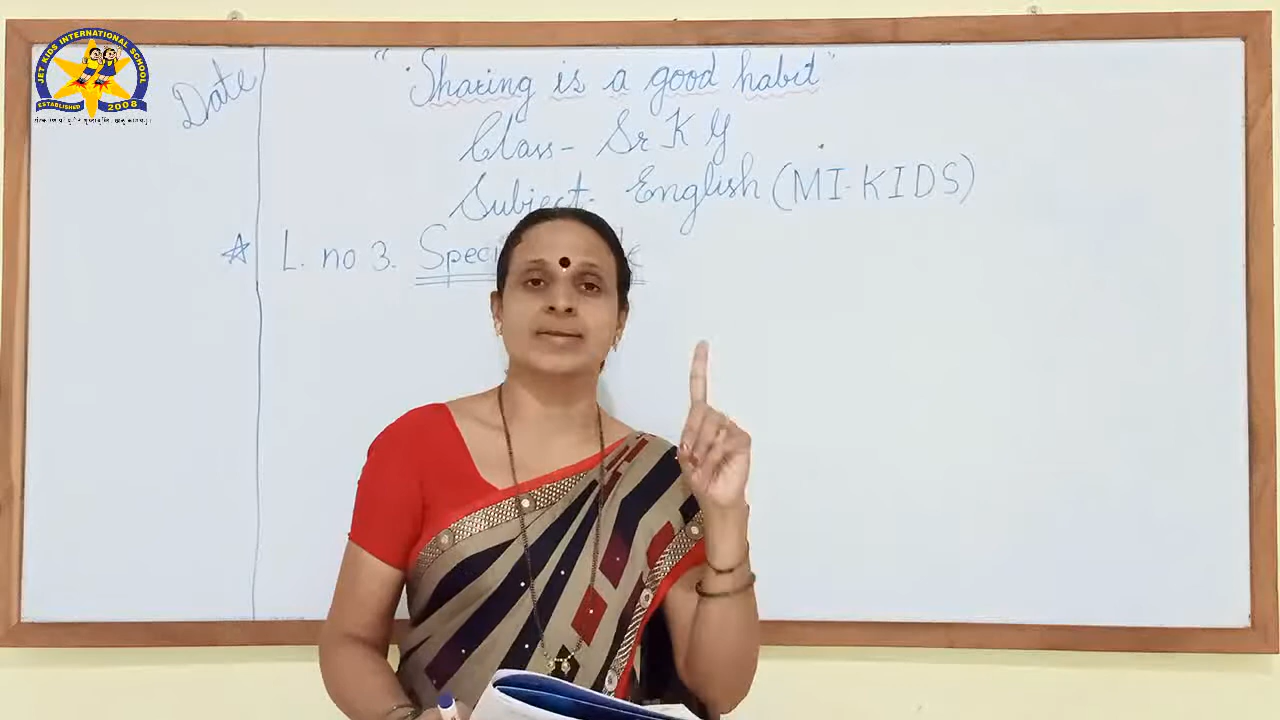 JET KIDS INTERNATIONAL SCHOOL
ESTABLISHED 2008
Date
"Sharing is a good habit"
Class- Sr K G
Subject- English (MI-KIDS)
L. no 3.